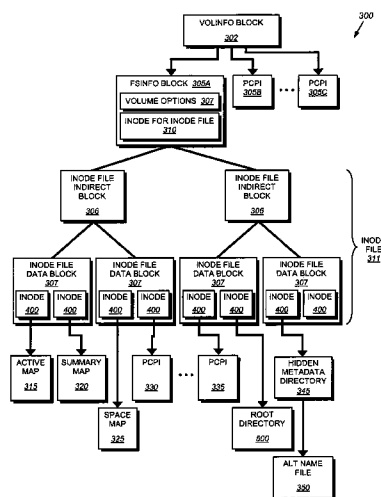 300
VOLINFO BLOCK
302
FSINFO BLOCK 305A
VOLUME OPTIONS 307
INODE FOR INODE FILE
310
PCPI
305B
...
PCPI
305C
INODE FILE
INDIRECT
BLOCK
306
INODE FILE
INDIRECT
BLOCK
306
INODE
FILE
311
INODE FILE
DATA BLOCK
307
INODE
400
INODE
400
INODE FILE
DATA BLOCK
307
INODE
400
INODE
400
INODE FILE
DATA BLOCK
307
INODE
400
INODE
400
INODE FILE
DATA BLOCK
307
INODE
400
INODE
400
ACTIVE
MAP
315
SUMMARY
MAP
320
PCPI
330
...
PCPI
335
HIDDEN
METADATA
DIRECTORY
345
SPACE
MAP
325
ROOT
DIRECTORY
500
ALT NAME
FILE
350